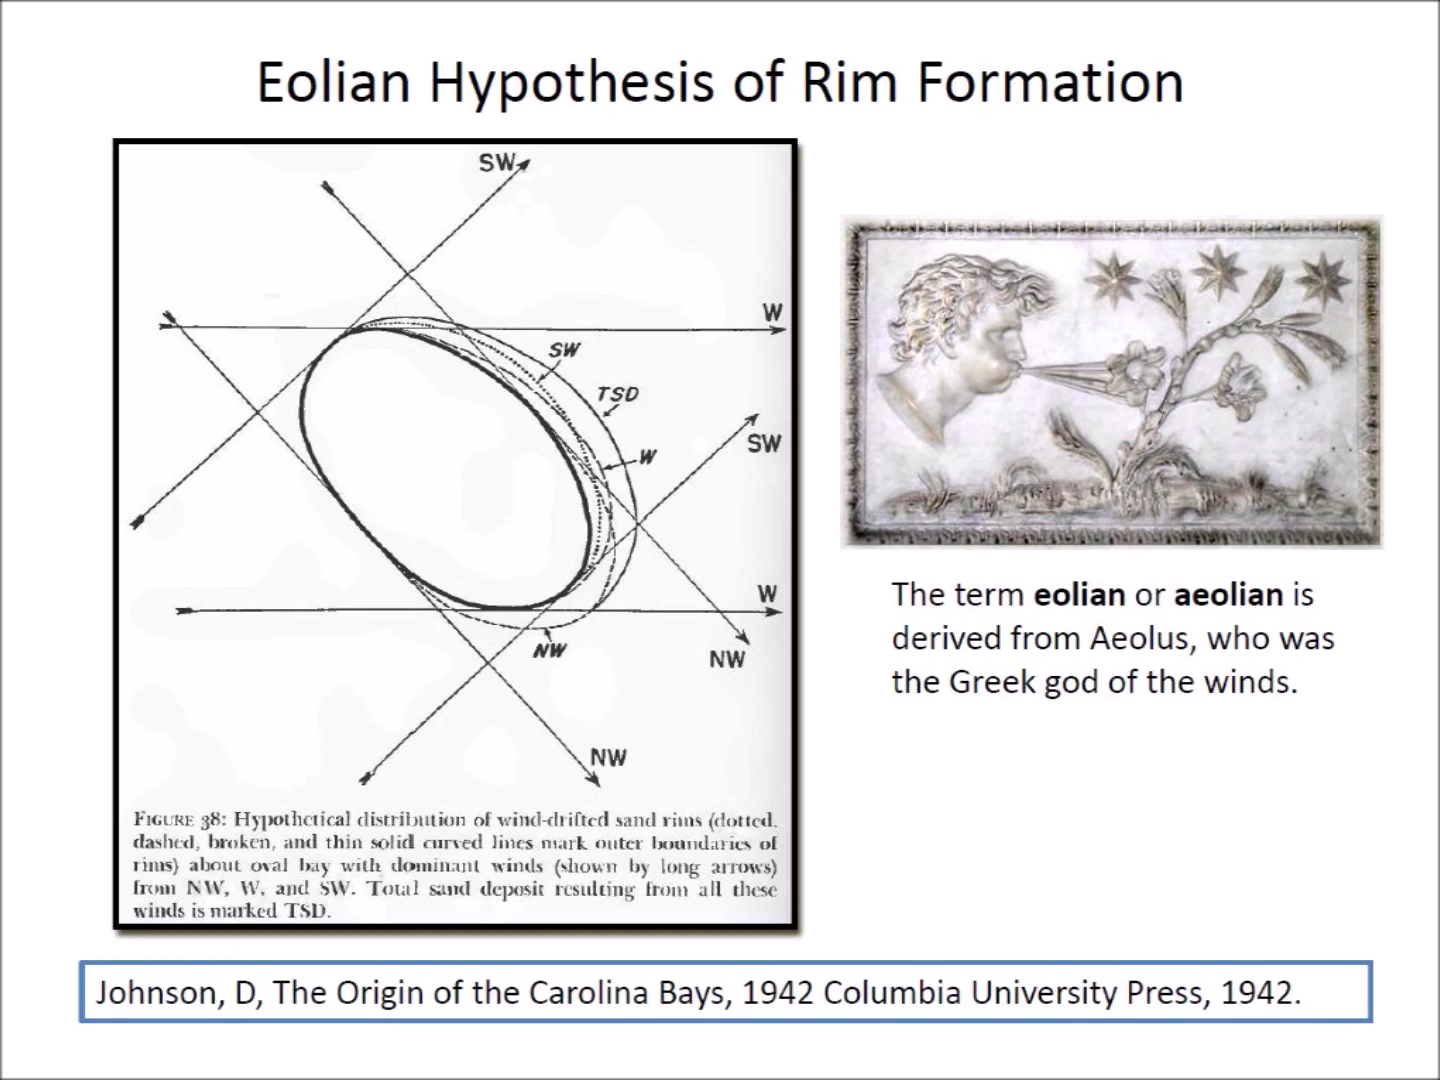 Eolian Hypothesis of Rim Formation
SW
W
SW
TSD
SW
W
W
NW
NW
NW
FIGURE 38: Hypothetical distribution of wind-drifted sand rims (dotted,
dashed, broken, and thin solid curved lines mark outer boundaries of
rims) about oval bay with dominant winds (shown by long arrows)
from NW, W, and SW. Total sand deposit resulting from all these
winds is marked TSD.
The term eolian or aeolian is
derived from Aeolus, who was
the Greek god of the winds.
Johnson, D, The Origin of the Carolina Bays, 1942 Columbia University Press, 1942.